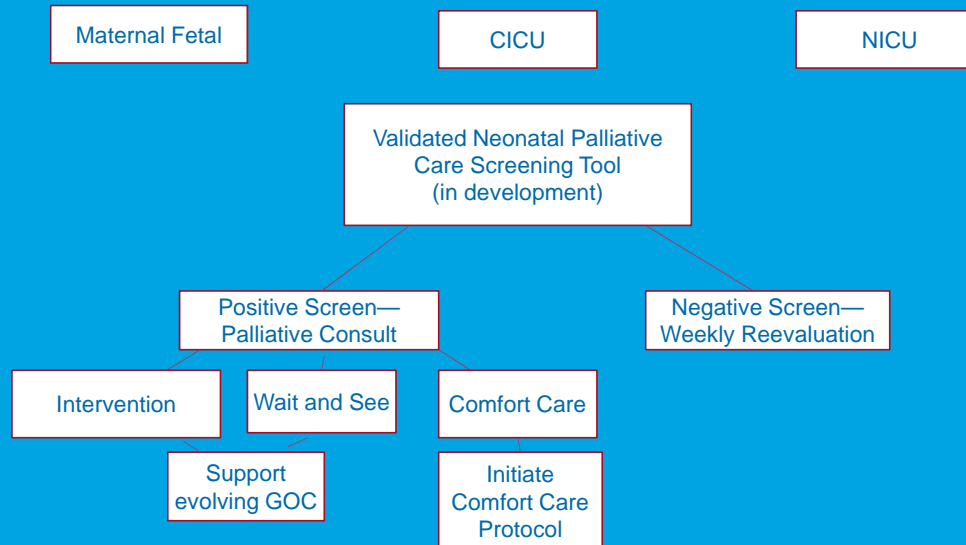 Maternal Fetal
CICU
NICU
Validated Neonatal Palliative
Care Screening Tool
(in development)
Positive Screen—
Palliative Consult
Negative Screen—
Weekly Reevaluation
Intervention
Wait and See
Comfort Care
Support
evolving GOC
Initiate
Comfort Care
Protocol